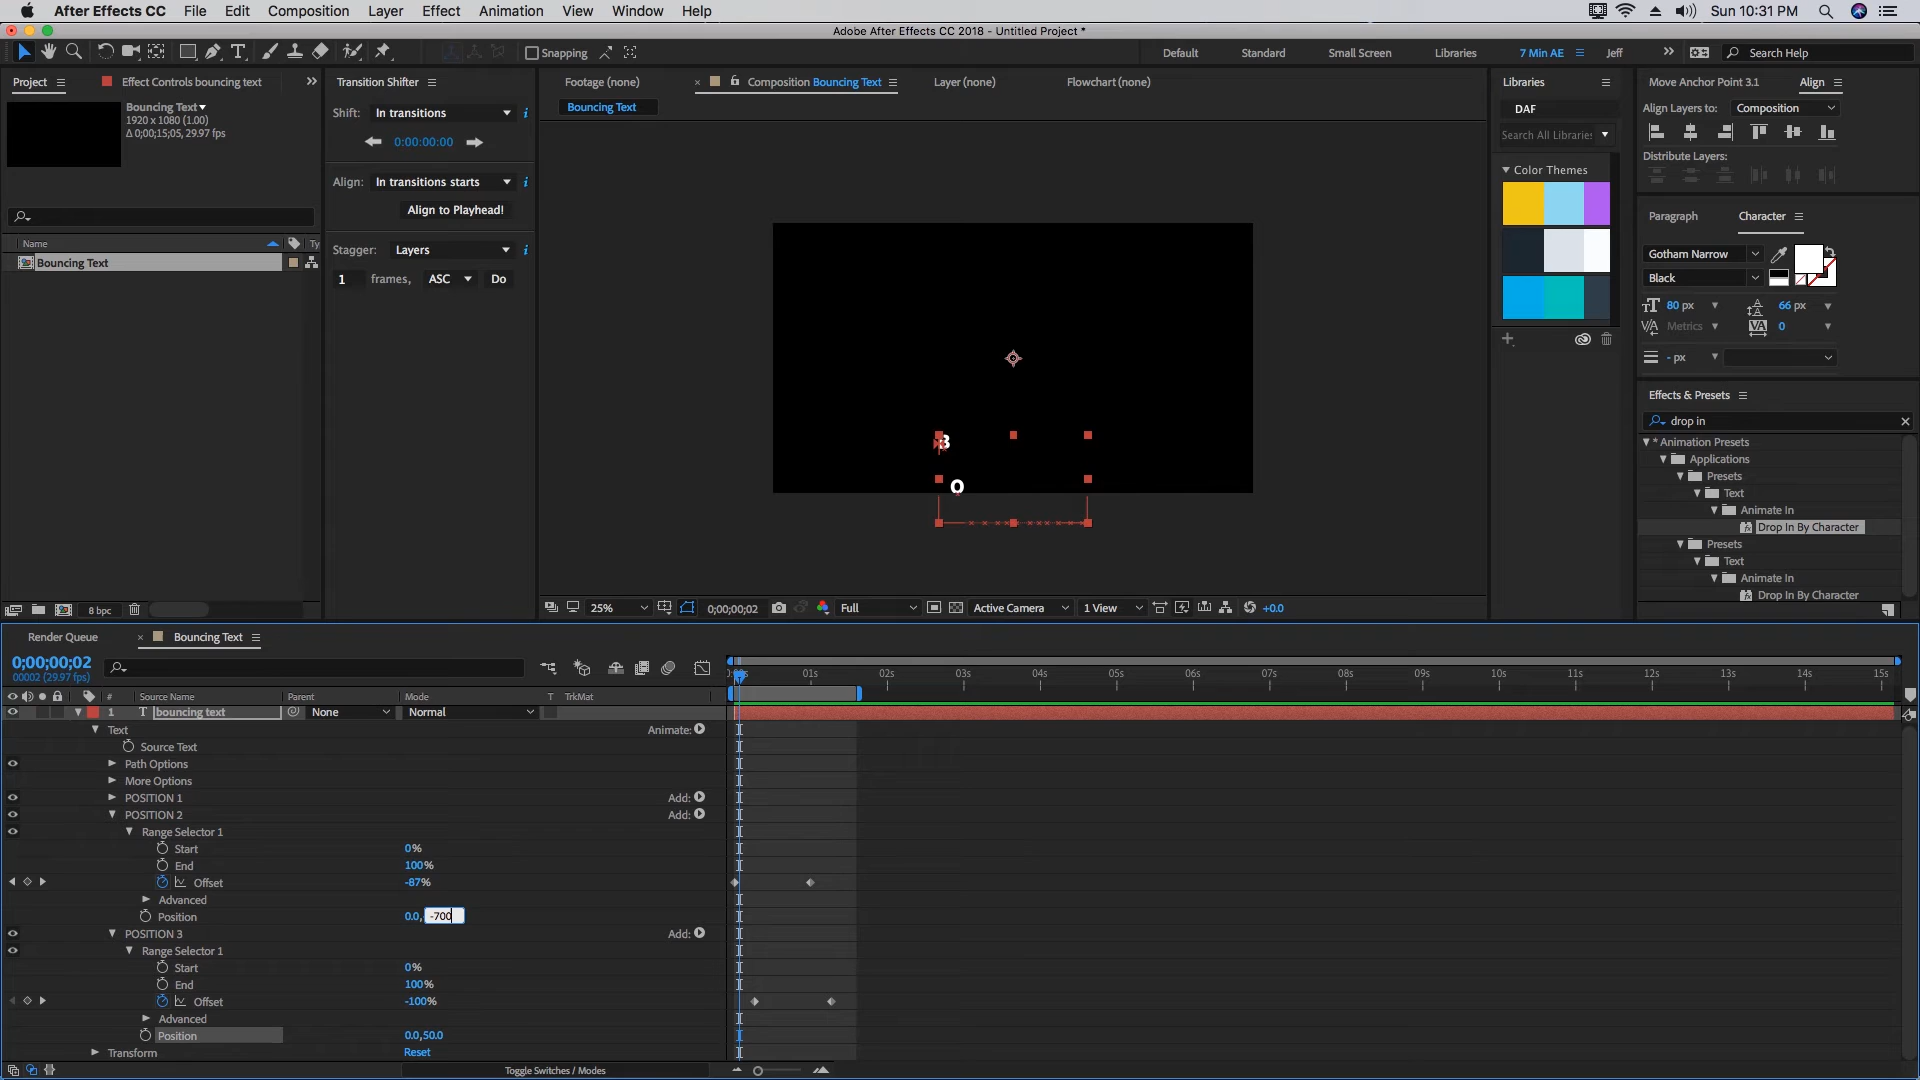 After Effects CC File Edit Composition Layer Effect Animation View Window Help Sun 10:31 PM
Adobe After Effects CC 2018 - Untitled Project *
Snapping Default Standard Small Screen Libraries 7 Min AE Jeff Search Help
Project Effect Controls bouncing text Transition Shifter Footage (none) Composition Bouncing Text Layer (none) Flowchart (none) Libraries Move Anchor Point 3.1 Align
Bouncing Text
1920 x 1080 (1.00)
Δ 0;00;15;05, 29.97 fps
Shift: In transitions
0:00:00:00
Align: In transitions starts
Align to Playhead!
Stagger: Layers
1 frames, ASC Do
Name Ty
Bouncing Text
8 bpc
Bouncing Text
B
o
25% 0;00;00;02 Full Active Camera 1 View +0.0
DAF
Search All Libraries
Color Themes
Align Layers to: Composition
Distribute Layers:
Paragraph Character
Gotham Narrow
Black
80 px 66 px
Metrics 0
- px
Effects & Presets
drop in
* Animation Presets
Applications
Presets
Text
Animate In
Drop In By Character
Presets
Text
Animate In
Drop In By Character
Render Queue Bouncing Text
0;00;00;02
00002 (29.97 fps)
# Source Name Parent Mode T TrkMat
01s 02s 03s 04s 05s 06s 07s 08s 09s 10s 11s 12s 13s 14s 15s
1 T bouncing text None Normal
Text Animate:
Source Text
Path Options
More Options
POSITION 1 Add:
POSITION 2 Add:
Range Selector 1
Start 0%
End 100%
Offset -87%
Advanced
Position 0.0, -700
POSITION 3 Add:
Range Selector 1
Start 0%
End 100%
Offset -100%
Advanced
Position 0.0,50.0
Transform Reset
Toggle Switches / Modes